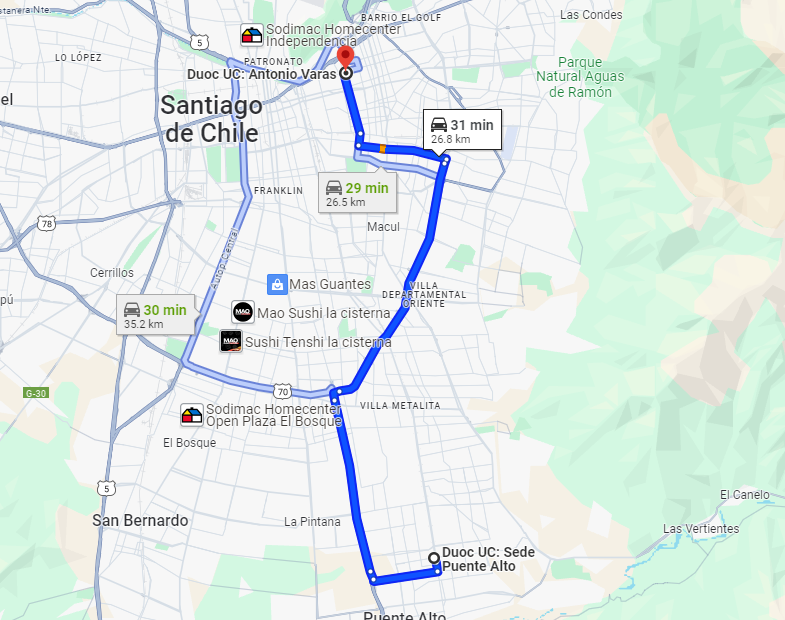 BARRIO EL GOLF
Las Condes
Sodimac Homecenter
Independencia
5
LO LÓPEZ
PATRONATO
Parque
Natural Aguas
de Ramón
Duoc UC: Antonio Varas
el
Santiago
de Chile
31 min
26.8 km
FRANKLIN
29 min
26.5 km
78
Macul
Autop. Central
Cerrillos
Mas Guantes
VILLA
DEPARTAMENTAL
ORIENTE
pú
30 min
35.2 km
MAO
Mao Sushi la cisterna
MAO
Sushi Tenshi la cisterna
G-30
70
VILLA METALITA
Sodimac Homecenter
Open Plaza El Bosque
El Bosque
5
El Canelo
San Bernardo
La Pintana
Las Vertientes
Duoc UC: Sede
Puente Alto
Puente Alto